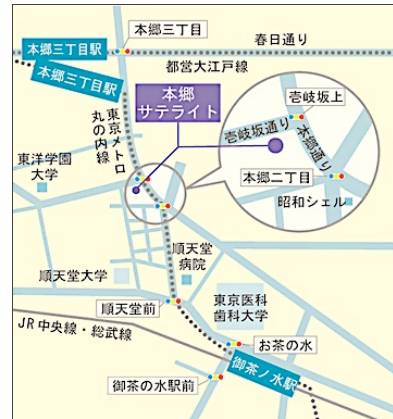 本郷三丁目
本郷三丁目駅
春日通り
都営大江戸線
本郷三丁目駅
本郷
サテライト
東京メトロ
丸の内線
壱岐坂上
壱岐坂通り
本郷通り
東洋学園
大学
本郷二丁目
昭和シェル
順天堂
病院
順天堂大学
順天堂前
東京医科
歯科大学
JR中央線・総武線
お茶の水
御茶ノ水駅
御茶の水駅前